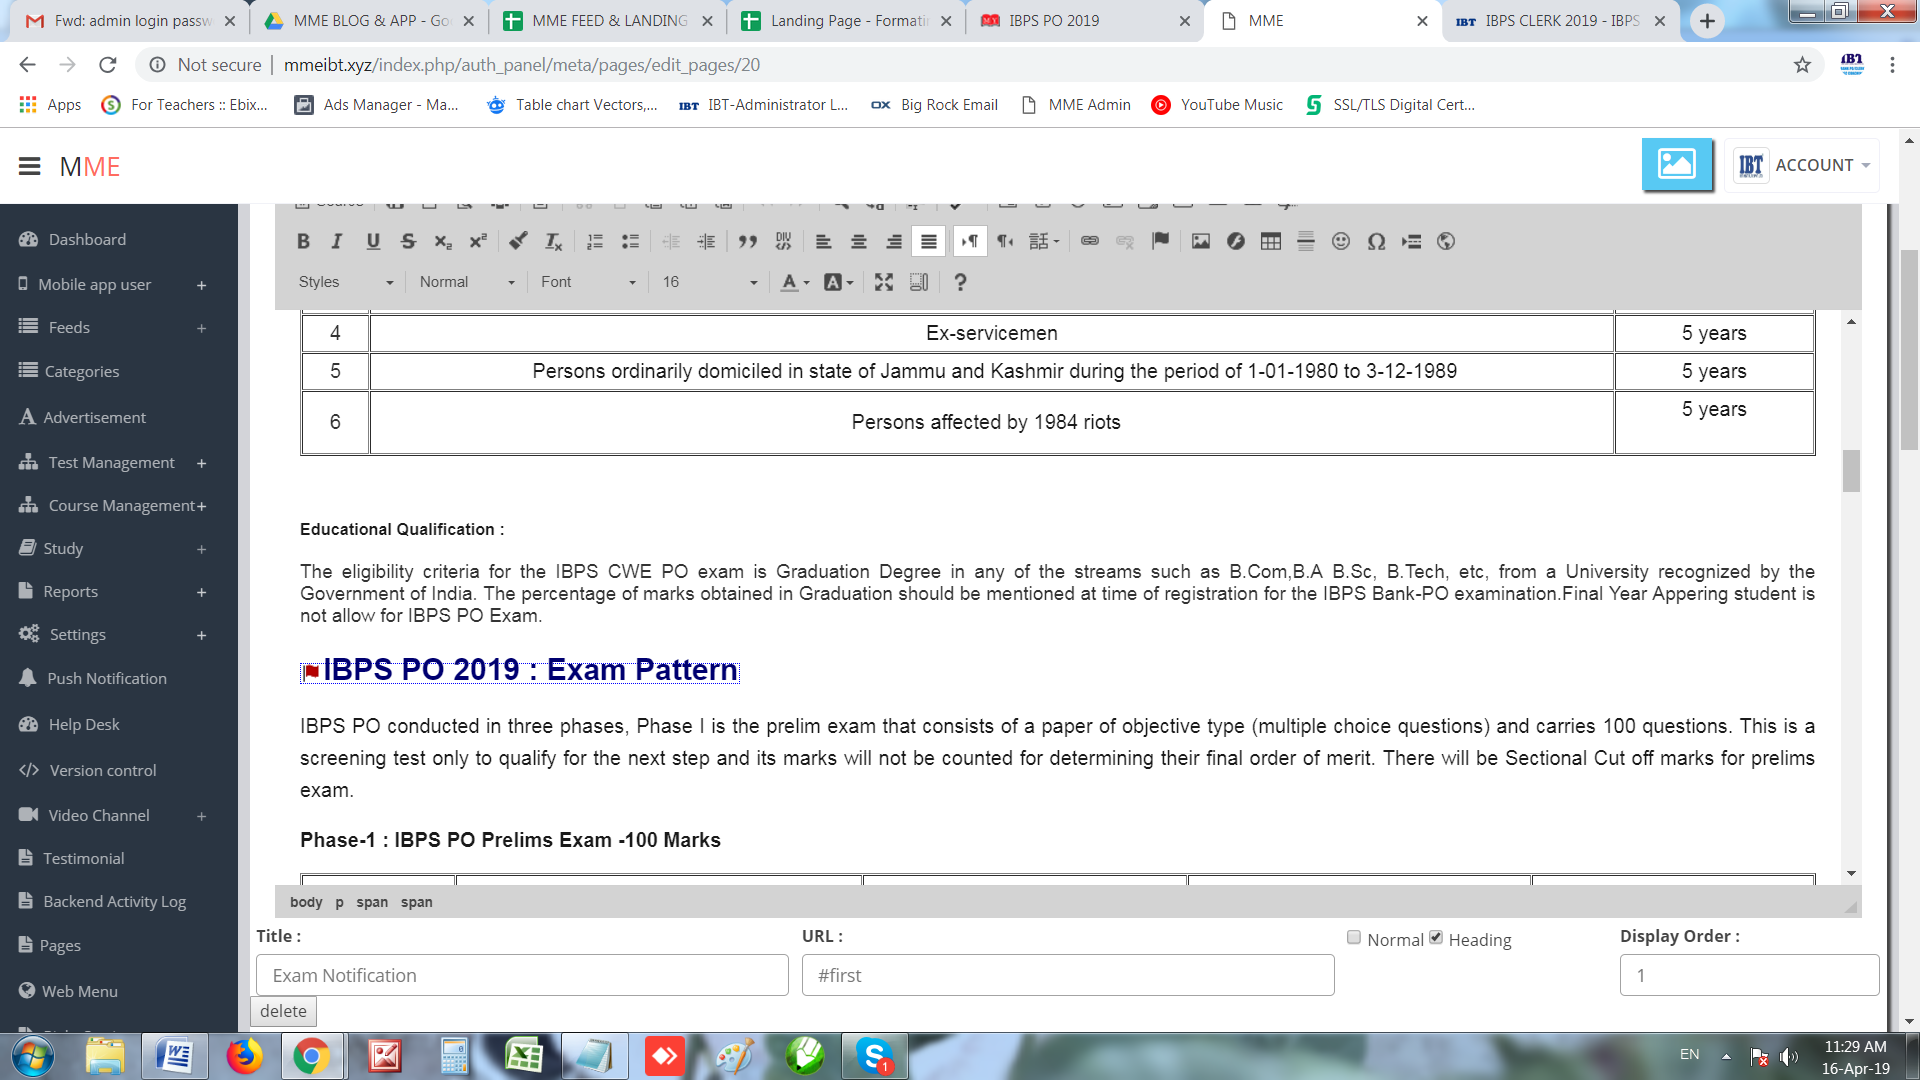 Fwd: admin login passw
MME BLOG & APP - Goo
MME FEED & LANDING
Landing Page - Formatin
IBPS PO 2019
MME
IBT IBPS CLERK 2019 - IBPS
Not secure | mmeibt.xyz/index.php/auth_panel/meta/pages/edit_pages/20
IBT
Apps
For Teachers :: Ebix...
Ads Manager - Ma...
Table chart Vectors,...
IBT IBT-Administrator L...
OX Big Rock Email
MME Admin
YouTube Music
SSL/TLS Digital Cert...
MME
IBT ACCOUNT
Dashboard
Mobile app user +
Feeds +
Categories
Advertisement
Test Management +
Course Management+
Study +
Reports +
Settings +
Push Notification
Help Desk
Version control
Video Channel +
Testimonial
Backend Activity Log
Pages
Web Menu
Source
Styles Normal Font 16
4 Ex-servicemen 5 years
5 Persons ordinarily domiciled in state of Jammu and Kashmir during the period of 1-01-1980 to 3-12-1989 5 years
6 Persons affected by 1984 riots 5 years
Educational Qualification :
The eligibility criteria for the IBPS CWE PO exam is Graduation Degree in any of the streams such as B.Com,B.A B.Sc, B.Tech, etc, from a University recognized by the
Government of India. The percentage of marks obtained in Graduation should be mentioned at time of registration for the IBPS Bank-PO examination.Final Year Appering student is
not allow for IBPS PO Exam.
IBPS PO 2019 : Exam Pattern
IBPS PO conducted in three phases, Phase I is the prelim exam that consists of a paper of objective type (multiple choice questions) and carries 100 questions. This is a
screening test only to qualify for the next step and its marks will not be counted for determining their final order of merit. There will be Sectional Cut off marks for prelims
exam.
Phase-1 : IBPS PO Prelims Exam -100 Marks
body p span span
Title : URL : Normal Heading Display Order :
Exam Notification #first 1
delete
EN
11:29 AM
16-Apr-19